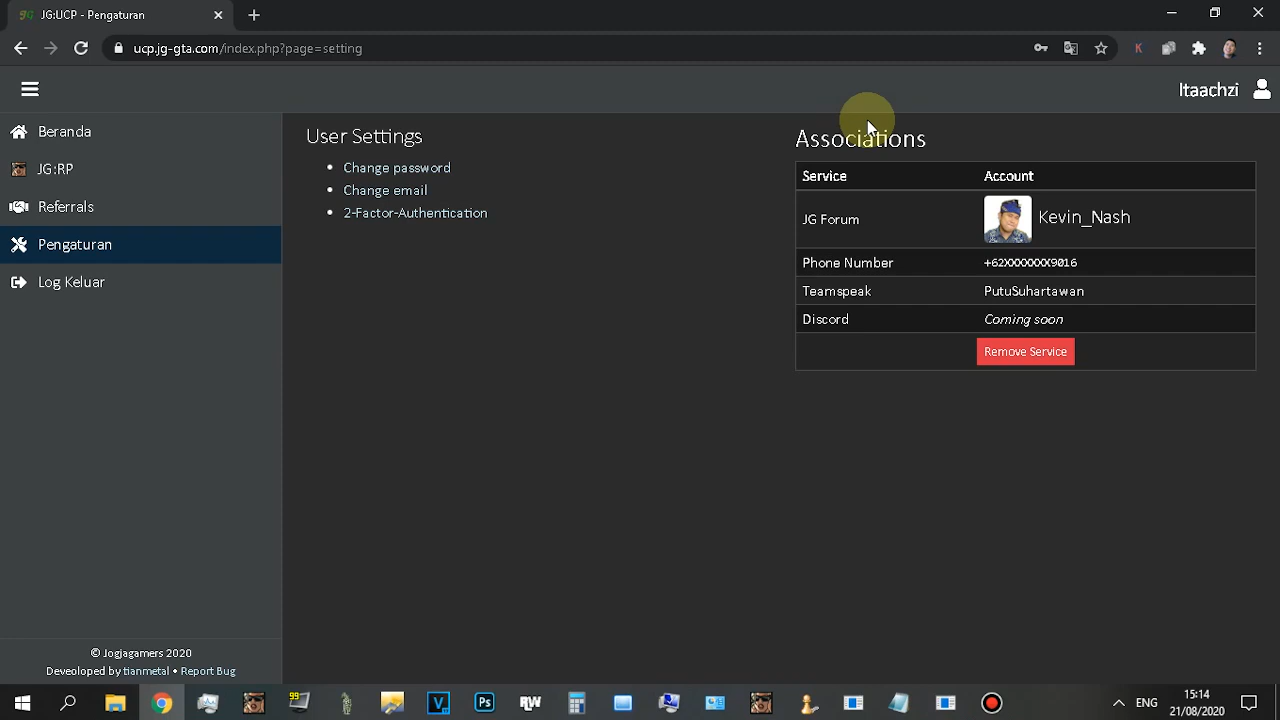 JG:UCP - Pengaturan
ucp.jg-gta.com/index.php?page=setting
Itaachzi
Beranda
JG:RP
Referrals
Pengaturan
Log Keluar
User Settings
Change password
Change email
2-Factor-Authentication
Associations
Service Account
JG Forum Kevin_Nash
Phone Number +62XXXXXXX9016
Teamspeak PutuSuhartawan
Discord Coming soon
Remove Service
© Jogjagamers 2020
Developed by tianmetal • Report Bug
99
V
Ps
RW
ENG
15:14
21/08/2020